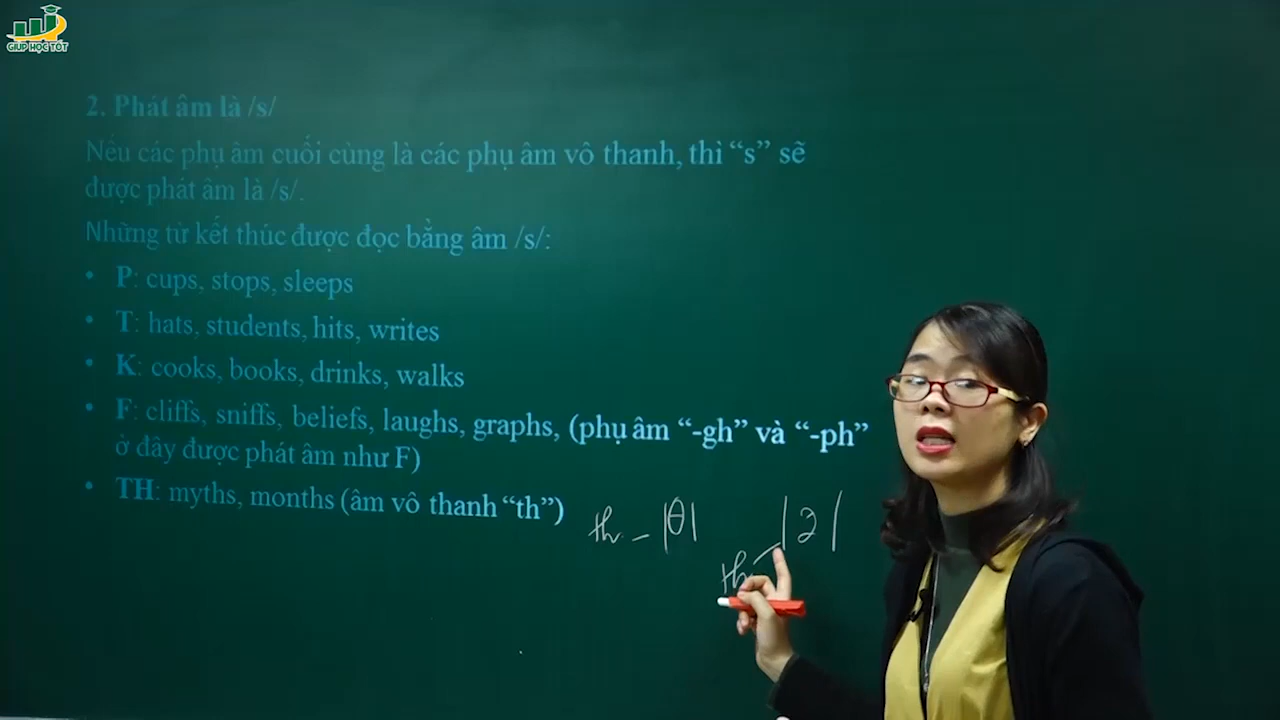 GIUP HỌC TỐT
2. Phát âm là /s/
Nếu các phụ âm cuối cùng là các phụ âm vô thanh, thì “s” sẽ
được phát âm là /s/.
Những từ kết thúc được đọc bằng âm /s/:
• P: cups, stops, sleeps
• T: hats, students, hits, writes
• K: cooks, books, drinks, walks
• F: cliffs, sniffs, beliefs, laughs, graphs, (phụ âm “-gh” và “-ph”
ở đây được phát âm như F)
• TH: myths, months (âm vô thanh “th”)
th - /θ/
th - /ə/